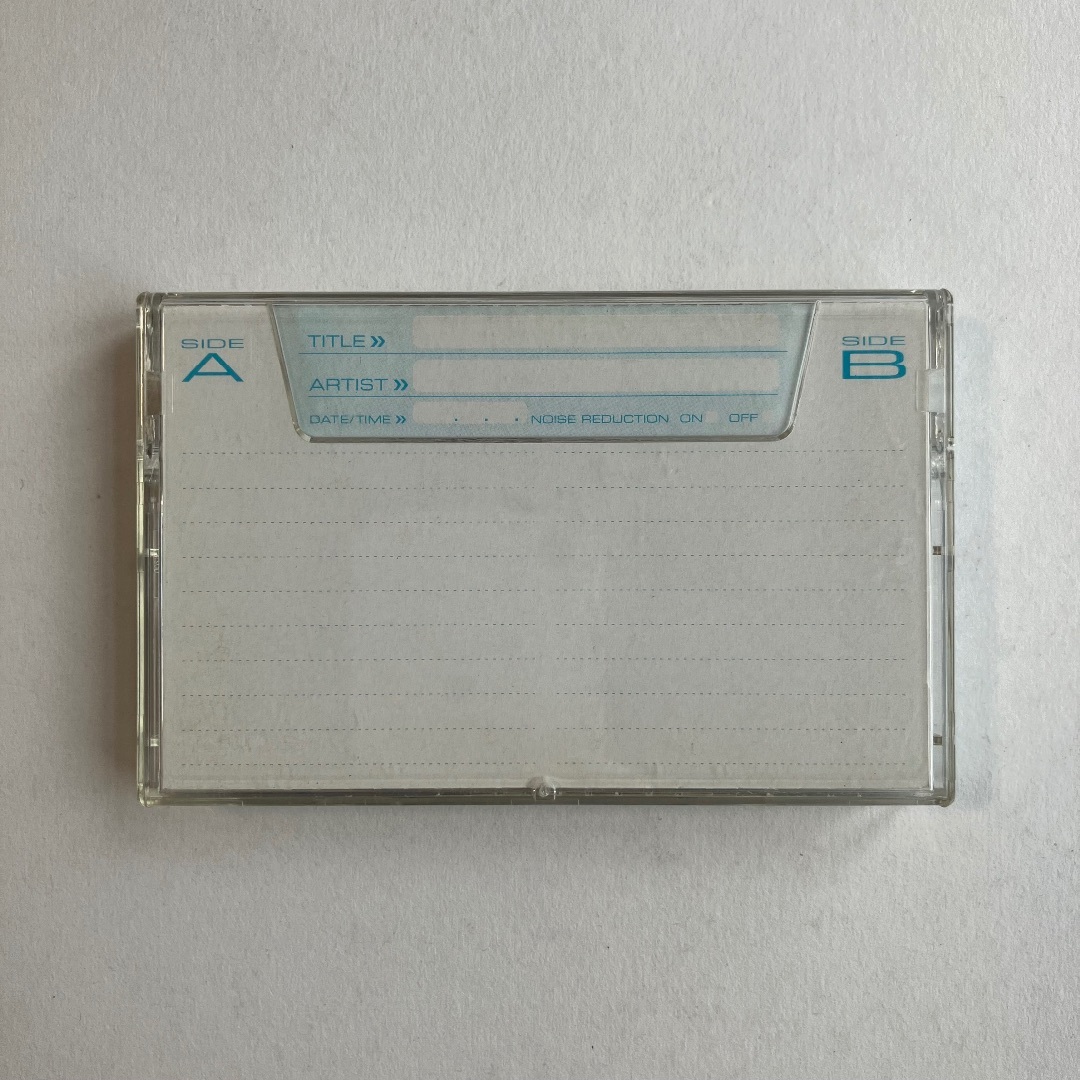 SIDE A
TITLE »
SIDE B
ARTIST »
DATE/TIME » . . . NOISE REDUCTION ON OFF